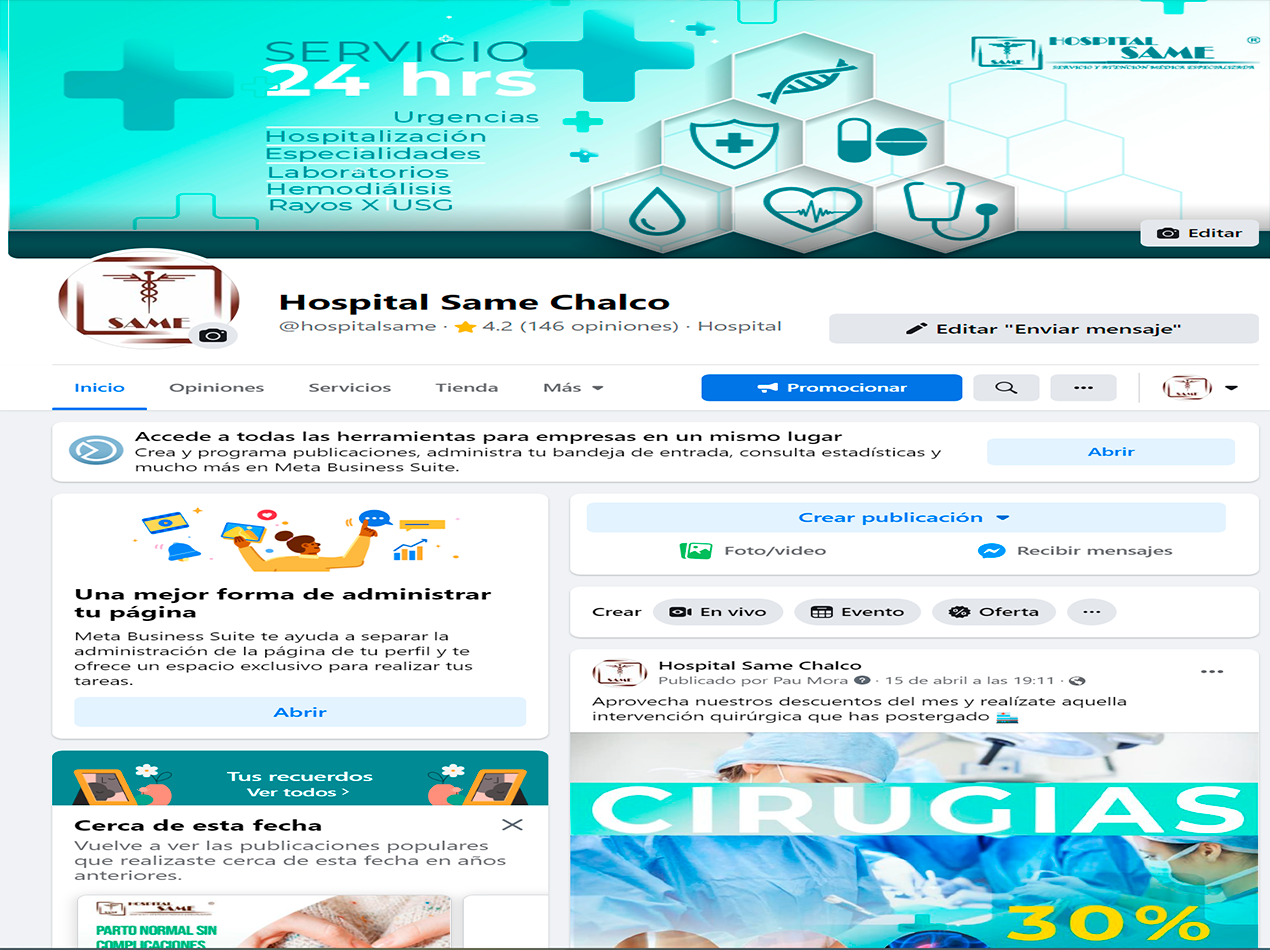 SERVICIO
24 hrs
Urgencias
Hospitalización
Especialidades
Laboratorios
Hemodiálisis
Rayos X USG
HOSPITAL
SAME ®
SAME
SERVICIO Y ATENCIÓN MÉDICA ESPECIALIZADA
Editar
SAME
Hospital Same Chalco
@hospitalsame · 4.2 (146 opiniones) · Hospital
Editar "Enviar mensaje"
Inicio
Opiniones
Servicios
Tienda
Más
Promocionar
Accede a todas las herramientas para empresas en un mismo lugar
Crea y programa publicaciones, administra tu bandeja de entrada, consulta estadísticas y
mucho más en Meta Business Suite.
Abrir
Una mejor forma de administrar
tu página
Meta Business Suite te ayuda a separar la
administración de la página de tu perfil y te
ofrece un espacio exclusivo para realizar tus
tareas.
Abrir
Tus recuerdos
Ver todos >
Cerca de esta fecha
Vuelve a ver las publicaciones populares
que realizaste cerca de esta fecha en años
anteriores.
HOSPITAL
SAME
PARTO NORMAL SIN
COMPLICACIONES
Crear publicación
Foto/video
Recibir mensajes
Crear
En vivo
Evento
Oferta
Hospital Same Chalco
Publicado por Pau Mora · 15 de abril a las 19:11 ·
Aprovecha nuestros descuentos del mes y realízate aquella
intervención quirúrgica que has postergado
CIRUGIAS
30%